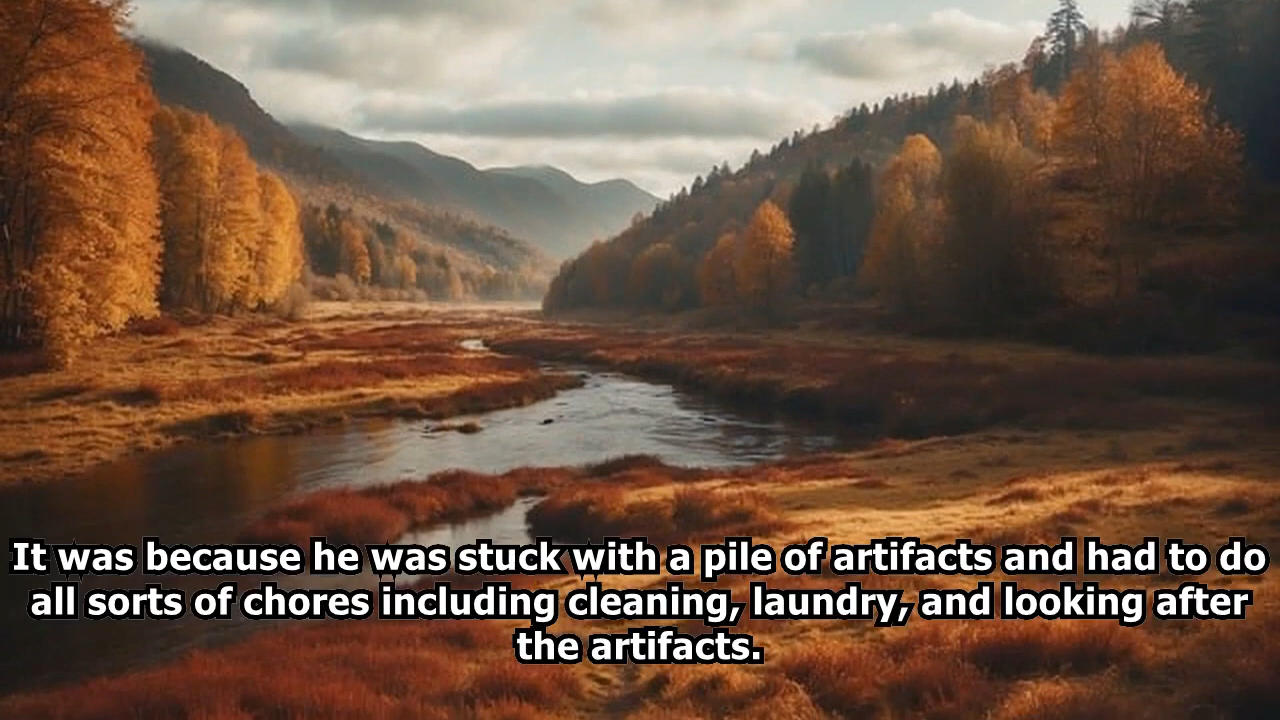 It was because he was stuck with a pile of artifacts and had to do
all sorts of chores including cleaning, laundry, and looking after
the artifacts.